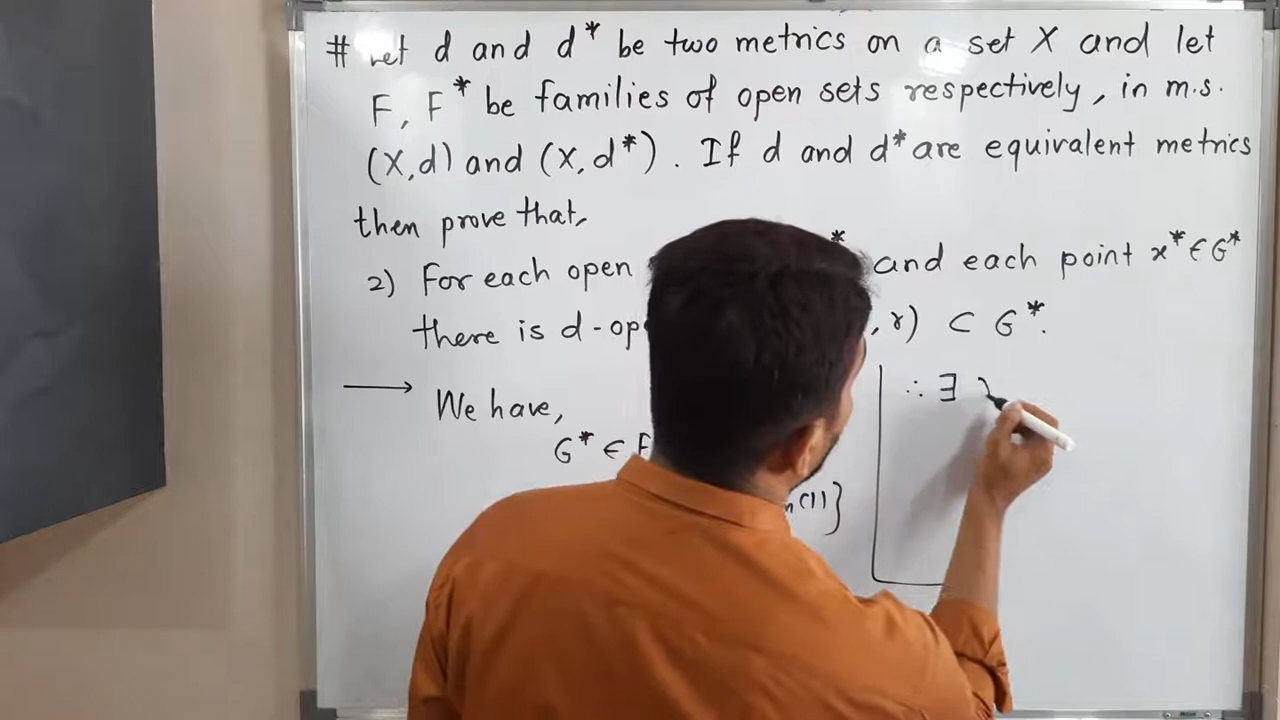 # Let d and d* be two metrics on a set X and let
F, F* be families of open sets respectively, in m.s.
(X,d) and (X,d*). If d and d* are equivalent metrics
then prove that,
2) For each open * and each point x* ∈ G*
there is d-op , r) ⊂ G*.
→ We have,
G* ∈ F
(1)}
∴ ∃